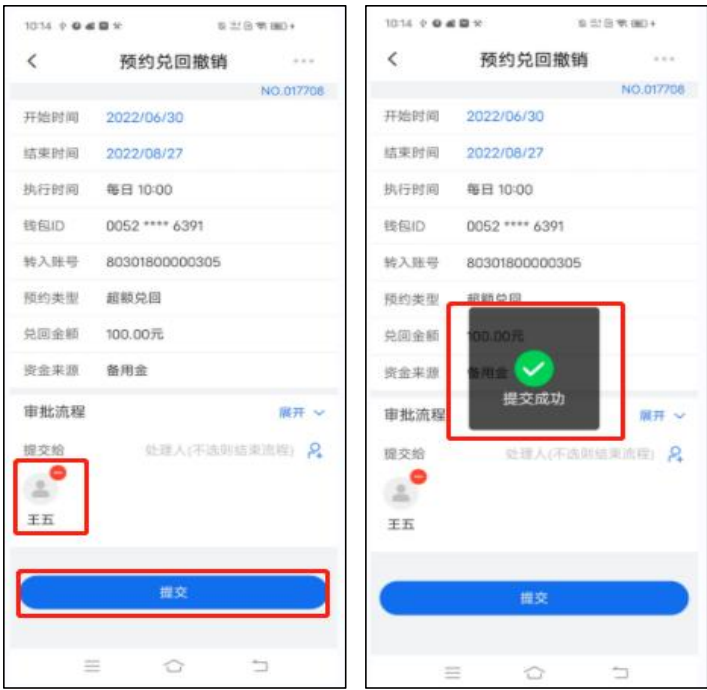 10:14
预约兑回撤销
NO.017708
开始时间 2022/06/30
结束时间 2022/08/27
执行时间 每日 10:00
钱包ID 0052 **** 6391
转入账号 80301800000305
预约类型 超额兑回
兑回金额 100.00元
资金来源 备用金
审批流程 展开
提交给 处理人(不选则结束流程)
王五
提交
10:14
预约兑回撤销
NO.017708
开始时间 2022/06/30
结束时间 2022/08/27
执行时间 每日 10:00
钱包ID 0052 **** 6391
转入账号 80301800000305
预约类型 超额兑回
兑回金额 100.00元
资金来源 备用金
提交成功
审批流程 展开
提交给 处理人(不选则结束流程)
王五
提交